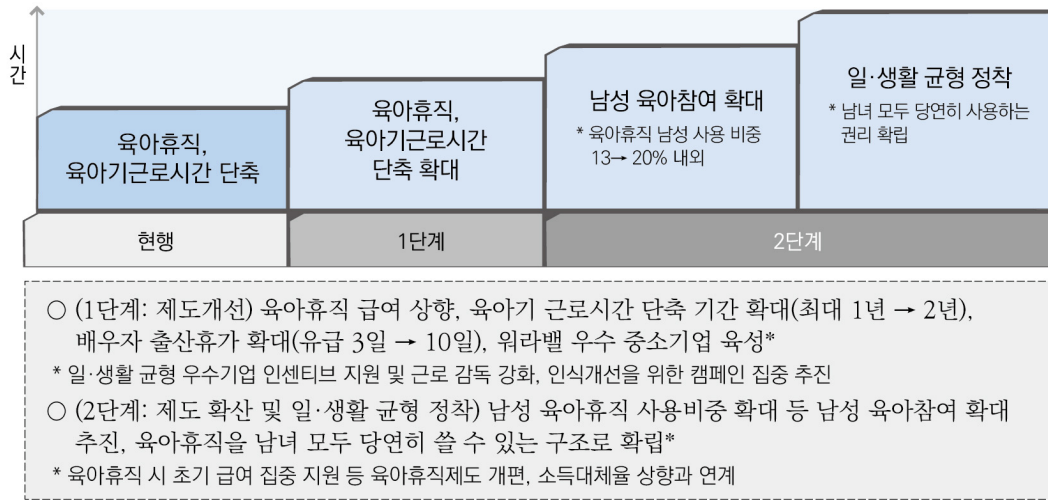 시간
육아휴직,
육아기근로시간 단축
육아휴직,
육아기근로시간
단축 확대
남성 육아참여 확대
* 육아휴직 남성 사용 비중
13→ 20% 내외
일·생활 균형 정착
* 남녀 모두 당연히 사용하는
권리 확립
현행
1단계
2단계
○ (1단계: 제도개선) 육아휴직 급여 상향, 육아기 근로시간 단축 기간 확대(최대 1년 → 2년),
배우자 출산휴가 확대(유급 3일 → 10일), 워라밸 우수 중소기업 육성*
* 일·생활 균형 우수기업 인센티브 지원 및 근로 감독 강화, 인식개선을 위한 캠페인 집중 추진
○ (2단계: 제도 확산 및 일·생활 균형 정착) 남성 육아휴직 사용비중 확대 등 남성 육아참여 확대
추진, 육아휴직을 남녀 모두 당연히 쓸 수 있는 구조로 확립*
* 육아휴직 시 초기 급여 집중 지원 등 육아휴직제도 개편, 소득대체율 상향과 연계